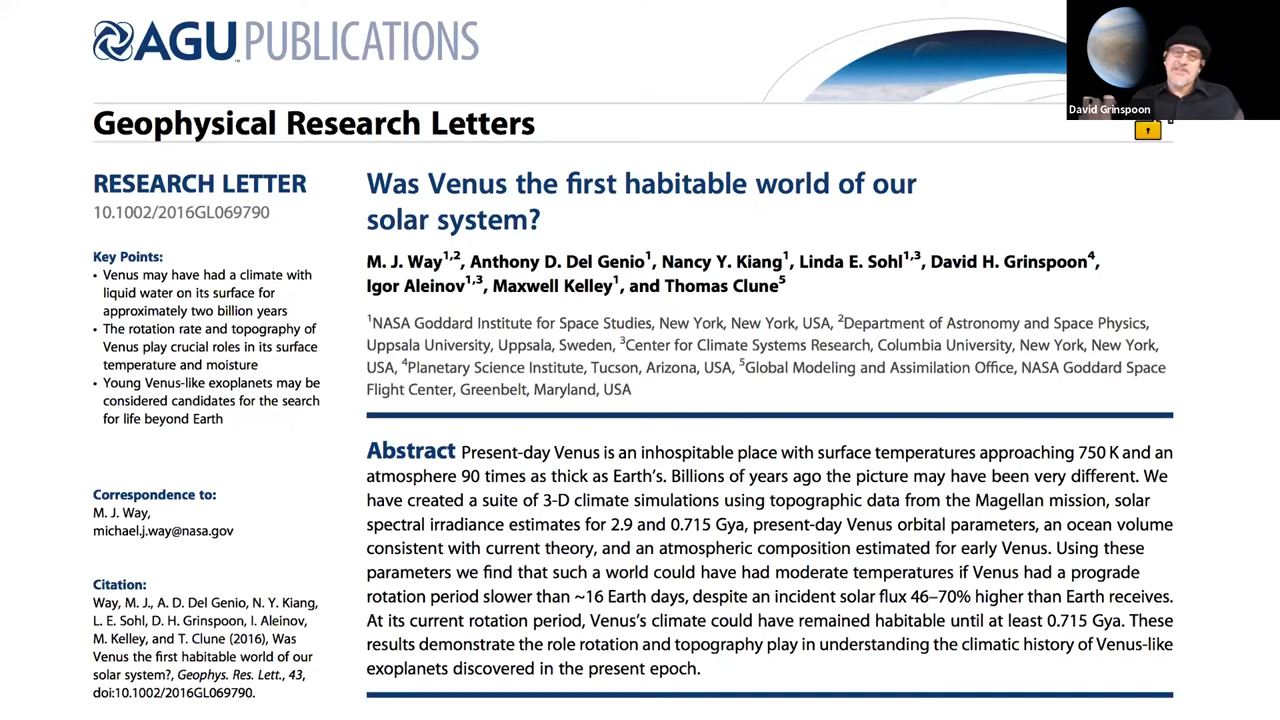 AGU PUBLICATIONS
David Grinspoon
Geophysical Research Letters
RESEARCH LETTER
10.1002/2016GL069790
Key Points:
• Venus may have had a climate with
liquid water on its surface for
approximately two billion years
• The rotation rate and topography of
Venus play crucial roles in its surface
temperature and moisture
• Young Venus-like exoplanets may be
considered candidates for the search
for life beyond Earth
Correspondence to:
M. J. Way,
michael.j.way@nasa.gov
Citation:
Way, M. J., A. D. Del Genio, N. Y. Kiang,
L. E. Sohl, D. H. Grinspoon, I. Aleinov,
M. Kelley, and T. Clune (2016), Was
Venus the first habitable world of our
solar system?, Geophys. Res. Lett., 43,
doi:10.1002/2016GL069790.
Was Venus the first habitable world of our
solar system?
M. J. Way1,2, Anthony D. Del Genio1, Nancy Y. Kiang1, Linda E. Sohl1,3, David H. Grinspoon4,
Igor Aleinov1,3, Maxwell Kelley1, and Thomas Clune5
1NASA Goddard Institute for Space Studies, New York, New York, USA, 2Department of Astronomy and Space Physics,
Uppsala University, Uppsala, Sweden, 3Center for Climate Systems Research, Columbia University, New York, New York,
USA, 4Planetary Science Institute, Tucson, Arizona, USA, 5Global Modeling and Assimilation Office, NASA Goddard Space
Flight Center, Greenbelt, Maryland, USA
Abstract Present-day Venus is an inhospitable place with surface temperatures approaching 750 K and an
atmosphere 90 times as thick as Earth's. Billions of years ago the picture may have been very different. We
have created a suite of 3-D climate simulations using topographic data from the Magellan mission, solar
spectral irradiance estimates for 2.9 and 0.715 Gya, present-day Venus orbital parameters, an ocean volume
consistent with current theory, and an atmospheric composition estimated for early Venus. Using these
parameters we find that such a world could have had moderate temperatures if Venus had a prograde
rotation period slower than ~16 Earth days, despite an incident solar flux 46–70% higher than Earth receives.
At its current rotation period, Venus's climate could have remained habitable until at least 0.715 Gya. These
results demonstrate the role rotation and topography play in understanding the climatic history of Venus-like
exoplanets discovered in the present epoch.